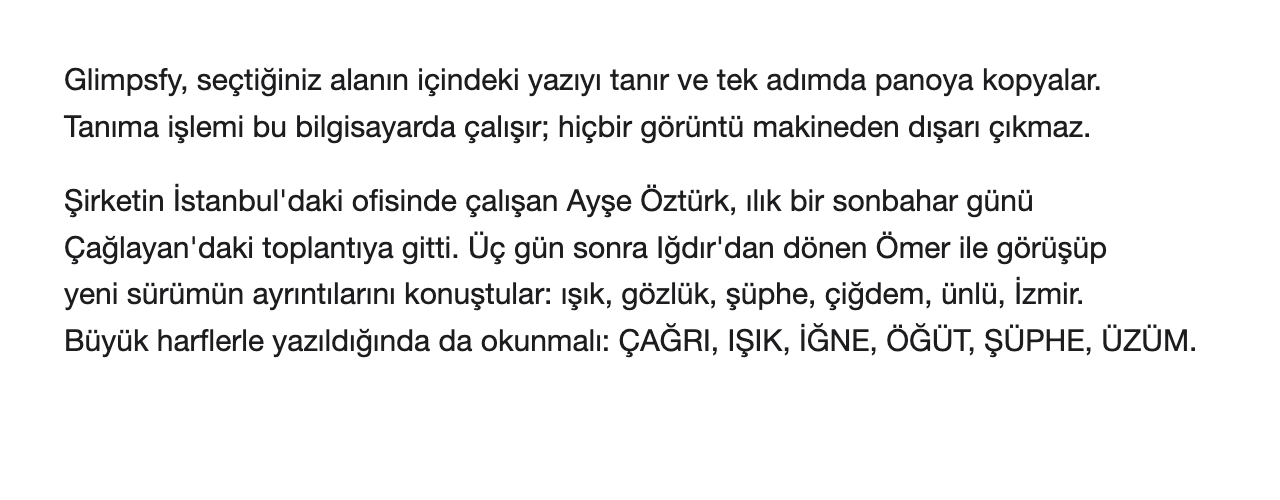 Glimpsfy, seçtiğiniz alanın içindeki yazıyı tanır ve tek adımda panoya kopyalar.
Tanıma işlemi bu bilgisayarda çalışır; hiçbir görüntü makineden dışarı çıkmaz.
Şirketin İstanbul'daki ofisinde çalışan Ayşe Öztürk, ılık bir sonbahar günü
Çağlayan'daki toplantıya gitti. Üç gün sonra Iğdır'dan dönen Ömer ile görüşüp
yeni sürümün ayrıntılarını konuştular: ışık, gözlük, şüphe, çiğdem, ünlü, İzmir.
Büyük harflerle yazıldığında da okunmalı: ÇAĞRI, IŞIK, İĞNE, ÖĞÜT, ŞÜPHE, ÜZÜM.